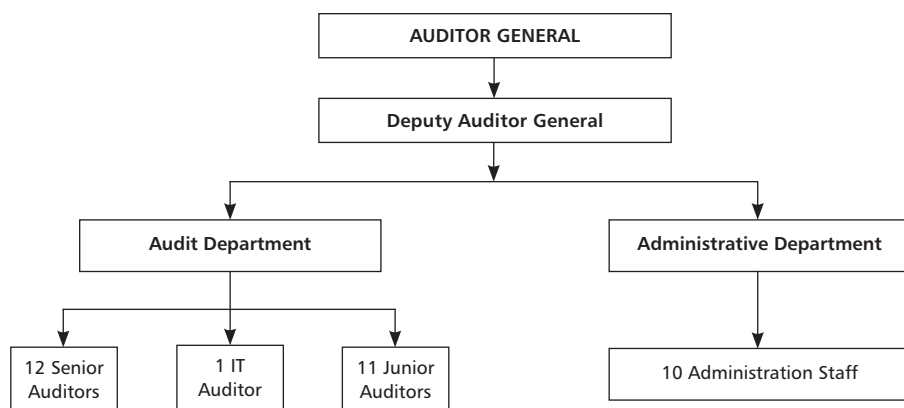 AUDITOR GENERAL
Deputy Auditor General
Audit Department
Administrative Department
12 Senior
Auditors
1 IT
Auditor
11 Junior
Auditors
10 Administration Staff